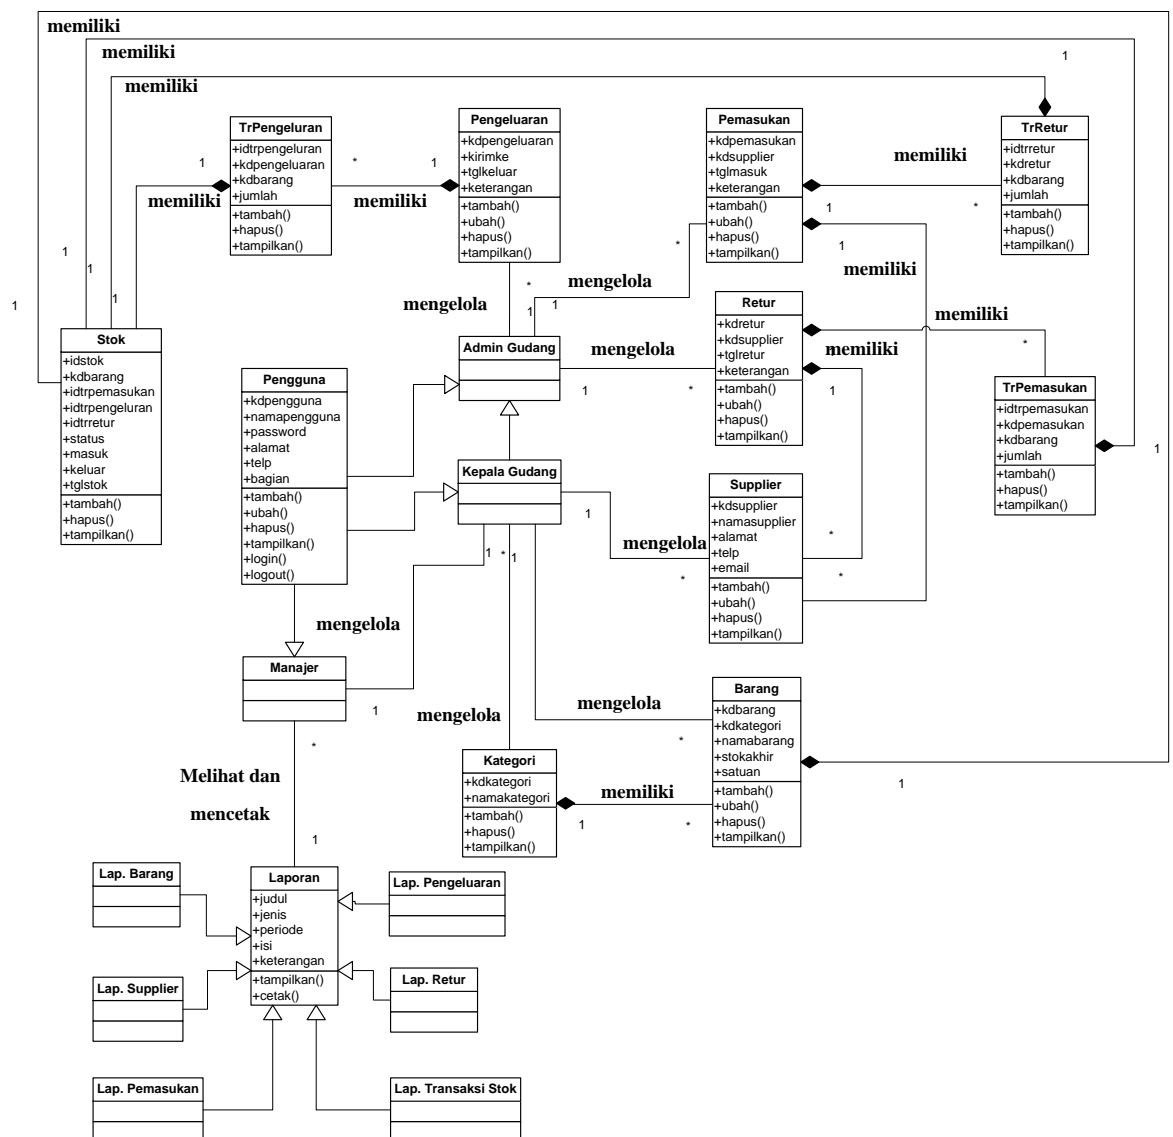 memiliki
memiliki
memiliki
1
TrPengeluran
+idtrpengeluran
+kdpengeluaran
+kdbarang
+jumlah
+tambah()
+hapus()
+tampilkan()
1
memiliki
*
1
memiliki
Pengeluaran
+kdpengeluaran
+kirimke
+tglkeluar
+keterangan
+tambah()
+ubah()
+hapus()
+tampilkan()
Pemasukan
+kdpemasukan
+kdsupplier
+tglmasuk
+keterangan
+tambah()
+ubah()
+hapus()
+tampilkan()
memiliki
1
*
TrRetur
+idtrretur
+kdretur
+kdbarang
+jumlah
+tambah()
+hapus()
+tampilkan()
1
memiliki
*
mengelola
1
1
*
mengelola
1
1
1
1
1
Stok
+idstok
+kdbarang
+idtrpemasukan
+idtrpengeluran
+idtrretur
+status
+masuk
+keluar
+tglstok
+tambah()
+hapus()
+tampilkan()
Pengguna
+kdpengguna
+namapengguna
+password
+alamat
+telp
+bagian
+tambah()
+ubah()
+hapus()
+tampilkan()
+login()
+logout()
Admin Gudang
mengelola
1
*
Retur
+kdretur
+kdsupplier
+tglretur
+keterangan
+tambah()
+ubah()
+hapus()
+tampilkan()
memiliki
*
*
memiliki
1
TrPemasukan
+idtrpemasukan
+kdpemasukan
+kdbarang
+jumlah
+tambah()
+hapus()
+tampilkan()
1
Kepala Gudang
1
mengelola
*
Supplier
+kdsupplier
+namasupplier
+alamat
+telp
+email
+tambah()
+ubah()
+hapus()
+tampilkan()
*
*
1
*
1
mengelola
Manajer
1
mengelola
*
mengelola
*
Barang
+kdbarang
+kdkategori
+namabarang
+stokakhir
+satuan
+tambah()
+ubah()
+hapus()
+tampilkan()
1
Kategori
+kdkategori
+namakategori
+tambah()
+hapus()
+tampilkan()
memiliki
1
*
*
Melihat dan
mencetak
1
Lap. Barang
Laporan
+judul
+jenis
+periode
+isi
+keterangan
+tampilkan()
+cetak()
Lap. Pengeluaran
Lap. Supplier
Lap. Retur
Lap. Pemasukan
Lap. Transaksi Stok